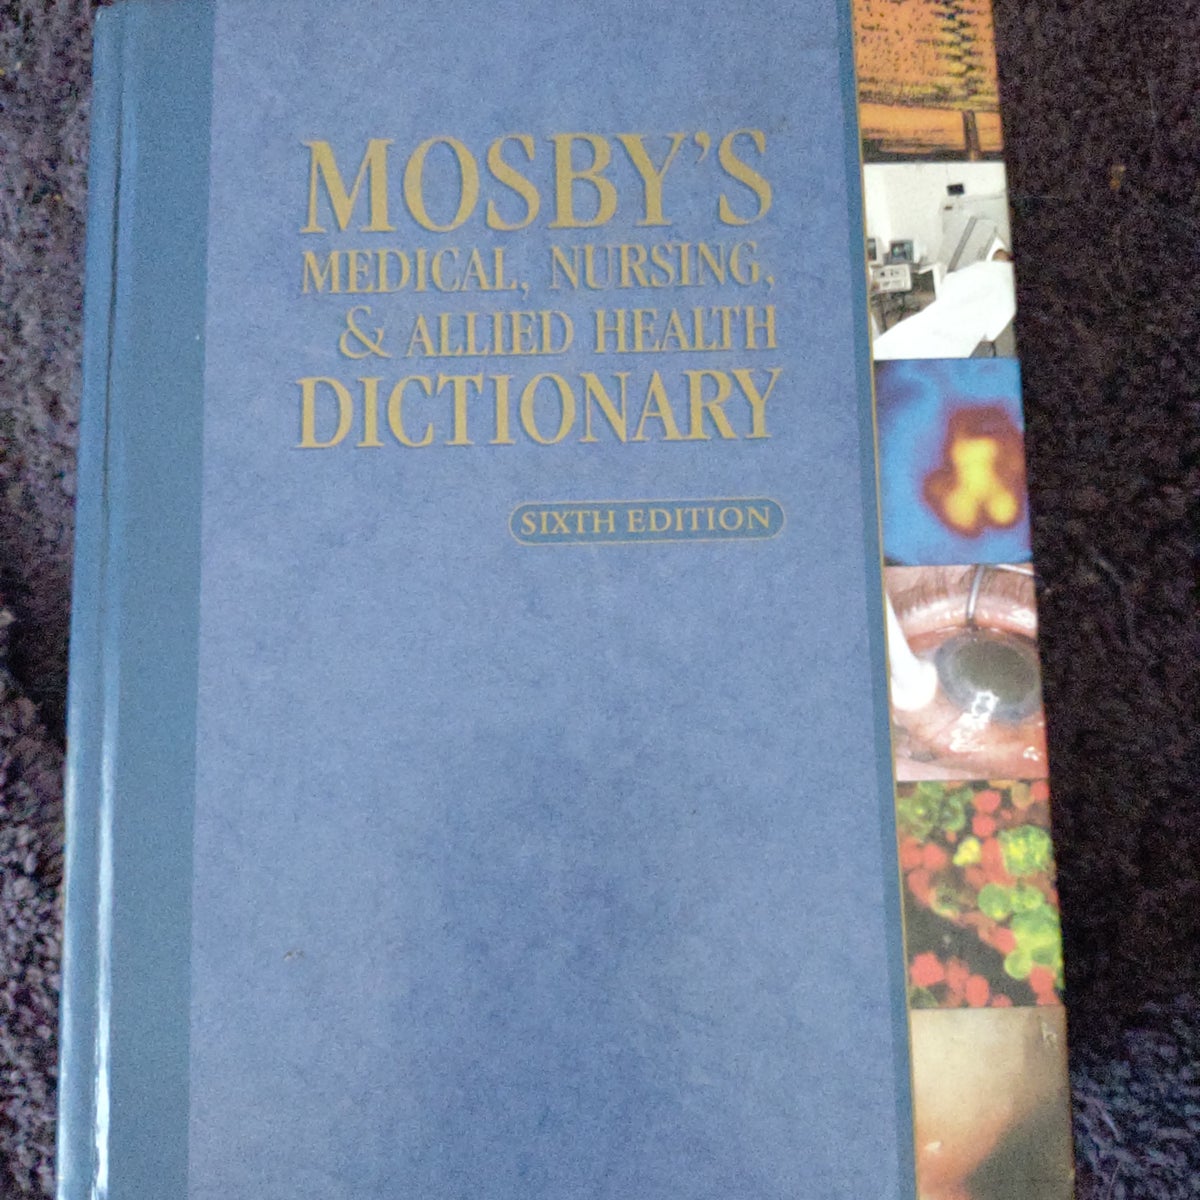 MOSBY'S
MEDICAL, NURSING,
& ALLIED HEALTH
DICTIONARY
SIXTH EDITION